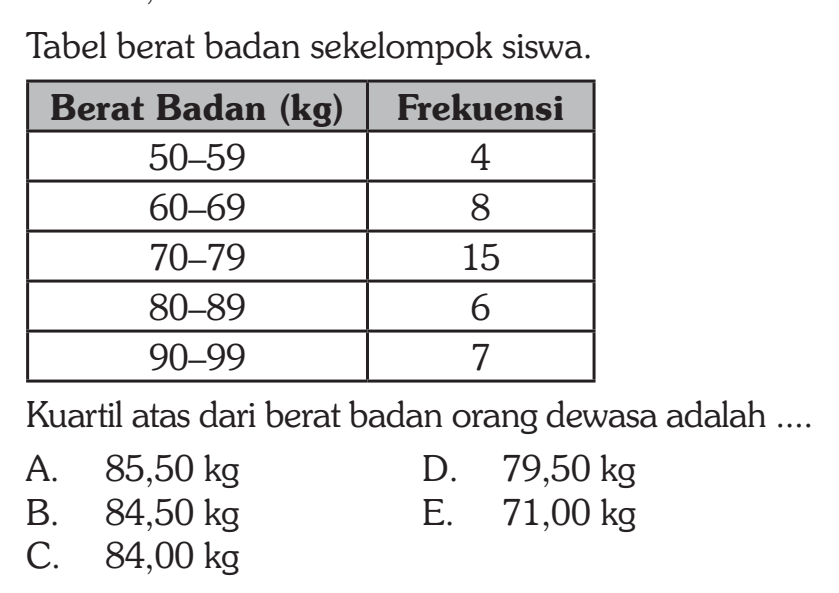 Tabel berat badan sekelompok siswa.
Berat Badan (kg) Frekuensi
50–59 4
60–69 8
70–79 15
80–89 6
90–99 7
Kuartil atas dari berat badan orang dewasa adalah ....
A. 85,50 kg D. 79,50 kg
B. 84,50 kg E. 71,00 kg
C. 84,00 kg